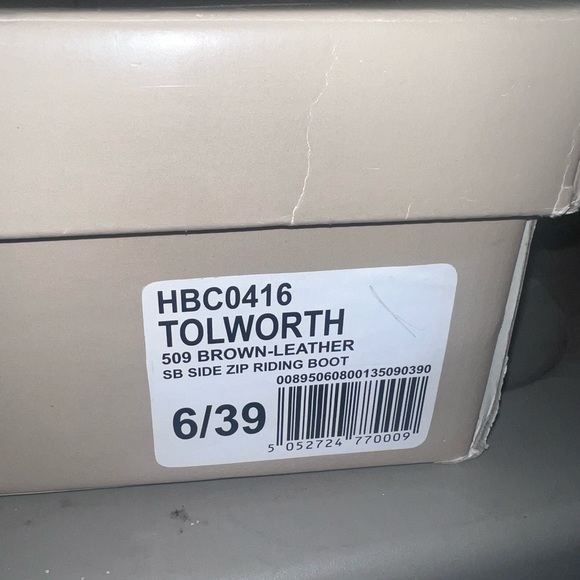 HBC0416
TOLWORTH
509 BROWN-LEATHER
SB SIDE ZIP RIDING BOOT
00895060800135090390
6/39
5 052724 770009